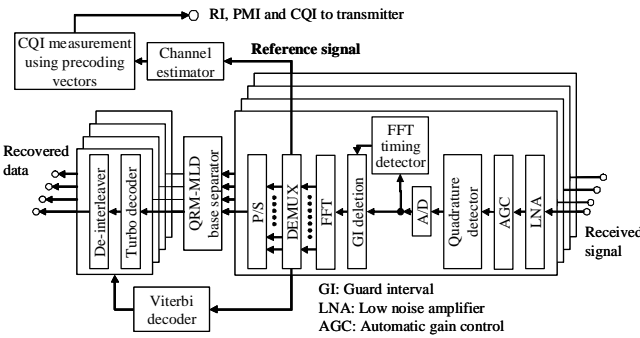 RI, PMI and CQI to transmitter
CQI measurement
using precoding
vectors
Channel
estimator
Reference signal
FFT
timing
detector
Recovered
data
De-interleaver
Turbo decoder
QRM-MLD
base separator
P/S
DEMUX
FFT
GI deletion
A/D
Quadrature
detector
AGC
LNA
Received
signal
Viterbi
decoder
GI: Guard interval
LNA: Low noise amplifier
AGC: Automatic gain control